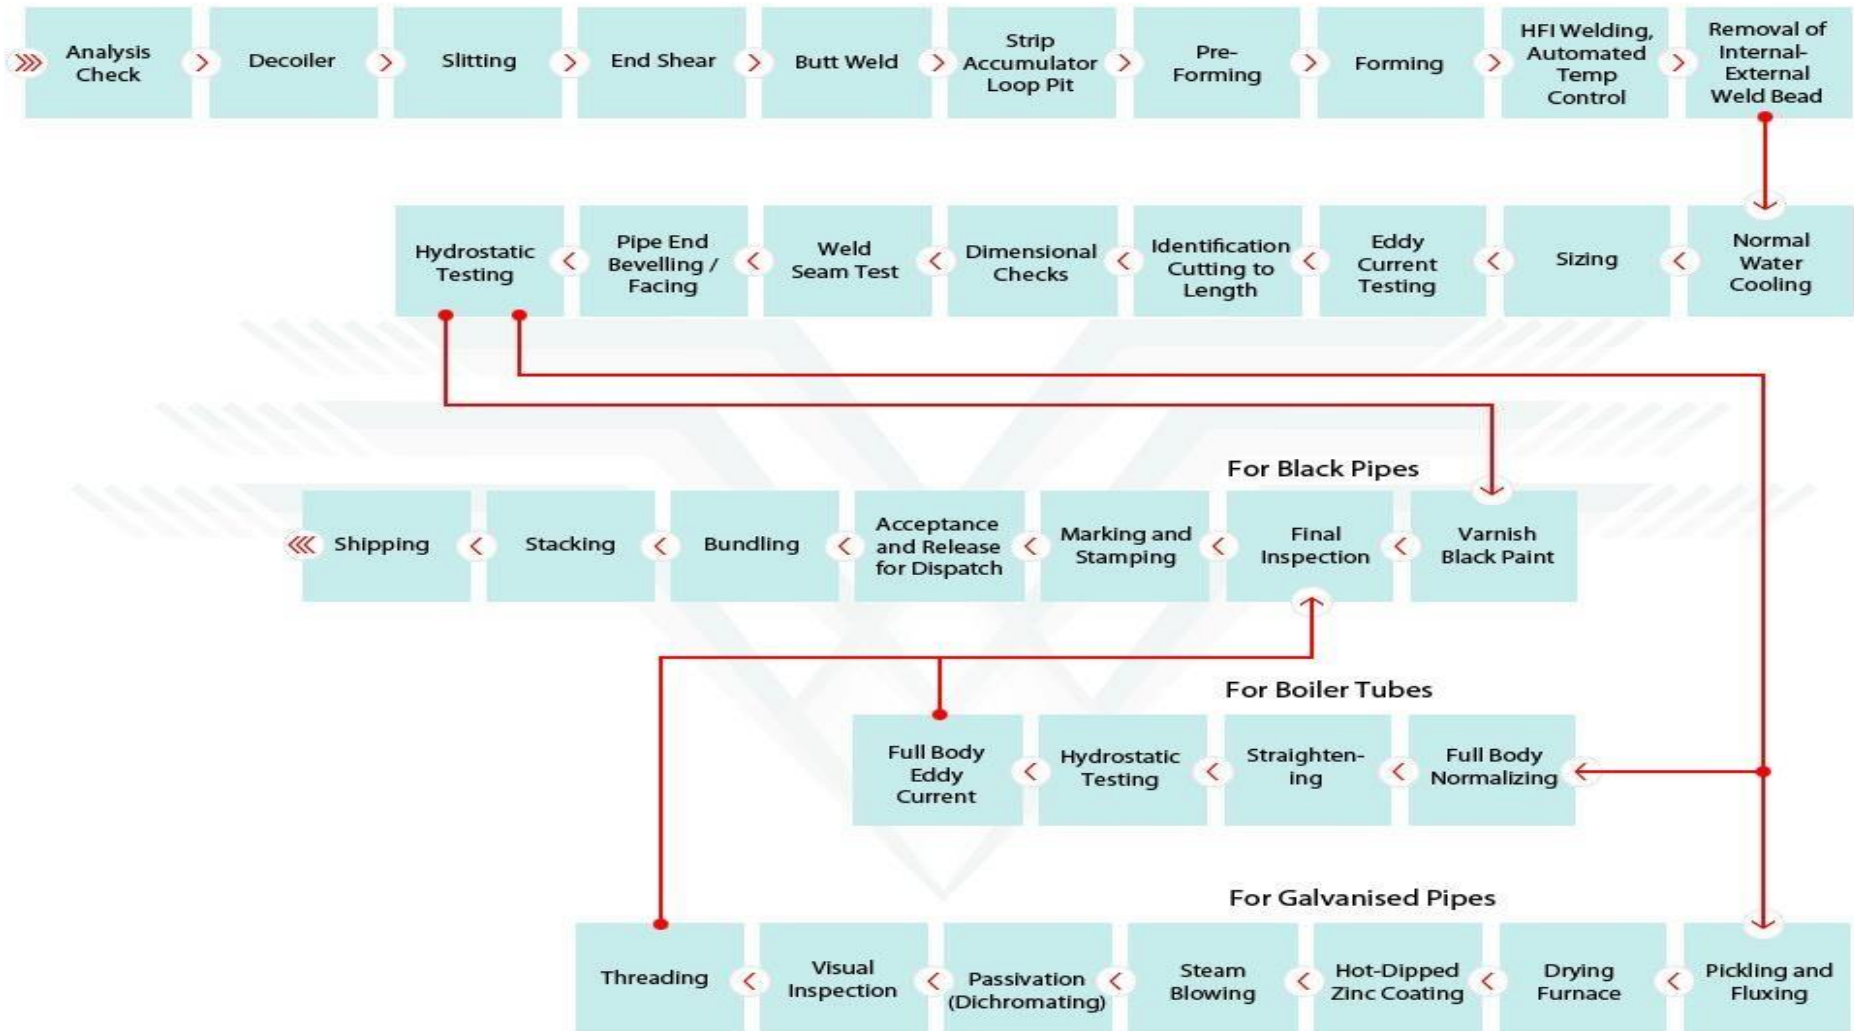 Analysis
Check
Decoiler
Slitting
End Shear
Butt Weld
Strip
Accumulator
Loop Pit
Pre-
Forming
Forming
HFI Welding,
Automated
Temp
Control
Removal of
Internal-
External
Weld Bead
Hydrostatic
Testing
Pipe End
Bevelling /
Facing
Weld
Seam Test
Dimensional
Checks
Identification
Cutting to
Length
Eddy
Current
Testing
Sizing
Normal
Water
Cooling
For Black Pipes
Shipping
Stacking
Bundling
Acceptance
and Release
for Dispatch
Marking and
Stamping
Final
Inspection
Varnish
Black Paint
For Boiler Tubes
Full Body
Eddy
Current
Hydrostatic
Testing
Straighten-
ing
Full Body
Normalizing
For Galvanised Pipes
Threading
Visual
Inspection
Passivation
(Dichromating)
Steam
Blowing
Hot-Dipped
Zinc Coating
Drying
Furnace
Pickling and
Fluxing